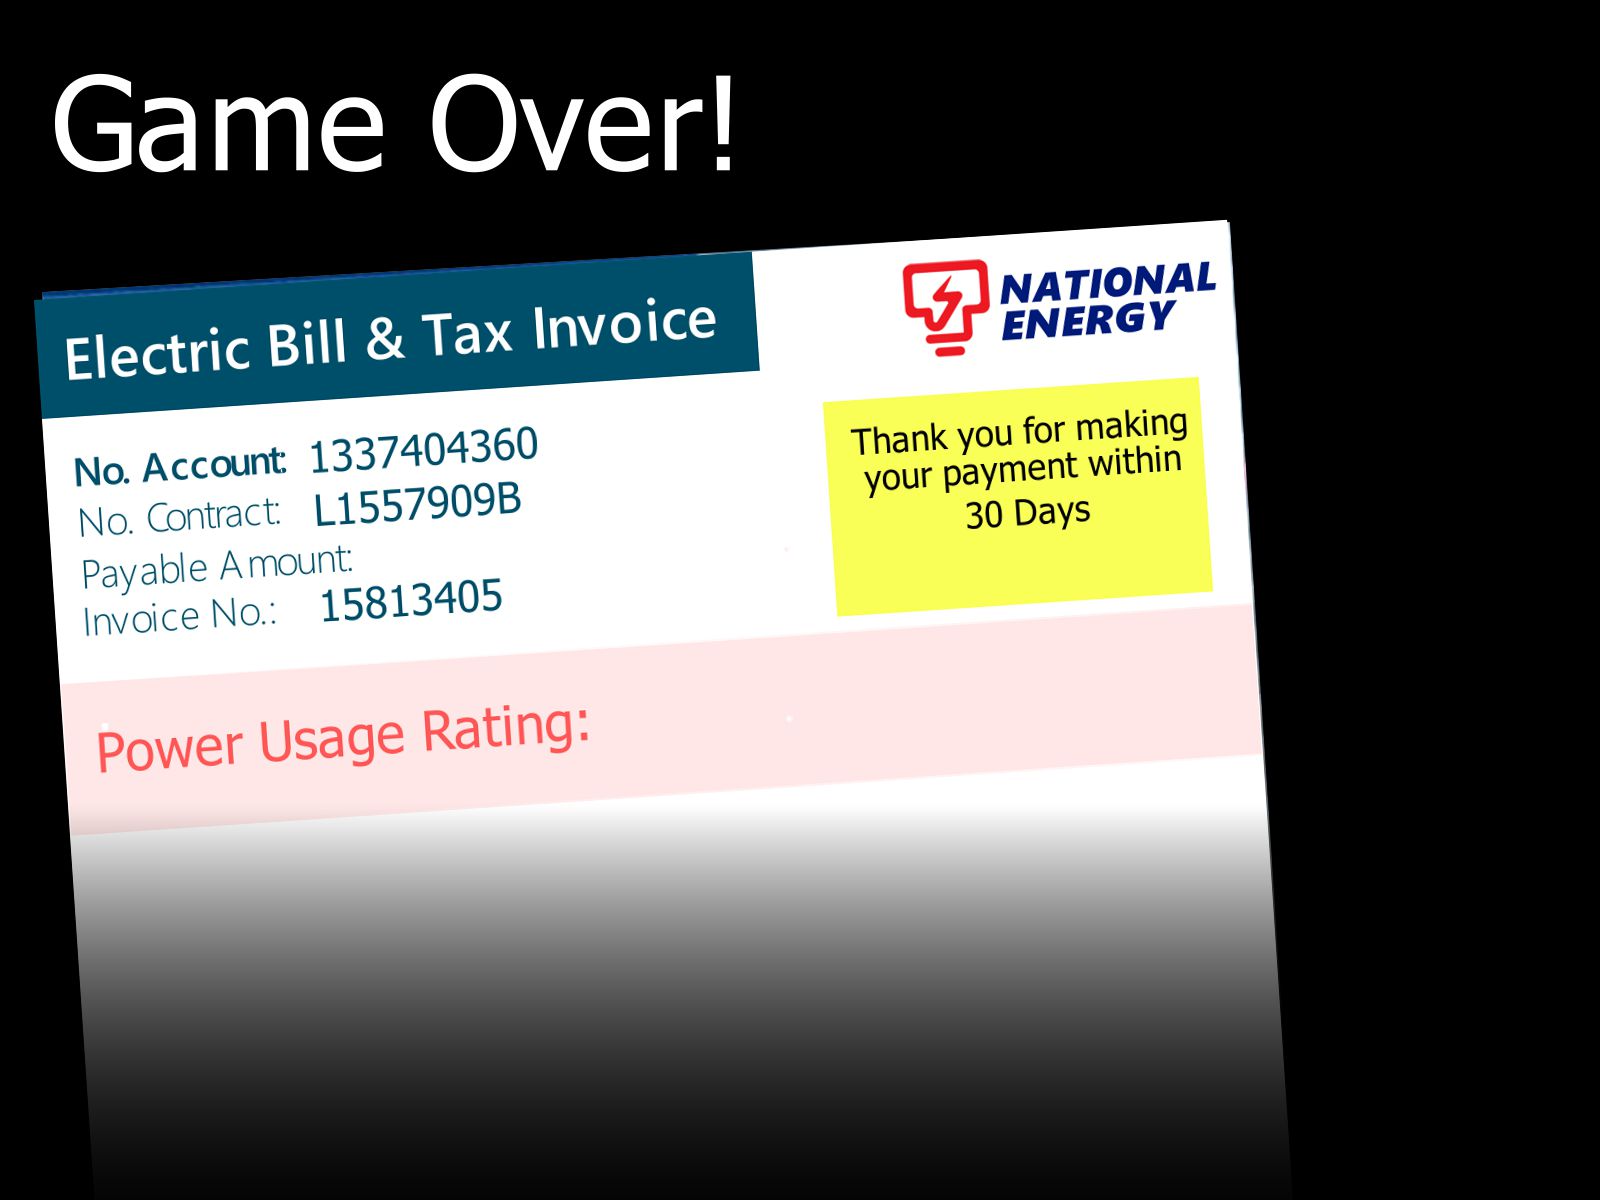 Game Over!
Electric Bill & Tax Invoice
NATIONAL
ENERGY
No. Account: 1337404360
No. Contract: L1557909B
Payable Amount:
Invoice No.: 15813405
Thank you for making
your payment within
30 Days
Power Usage Rating: